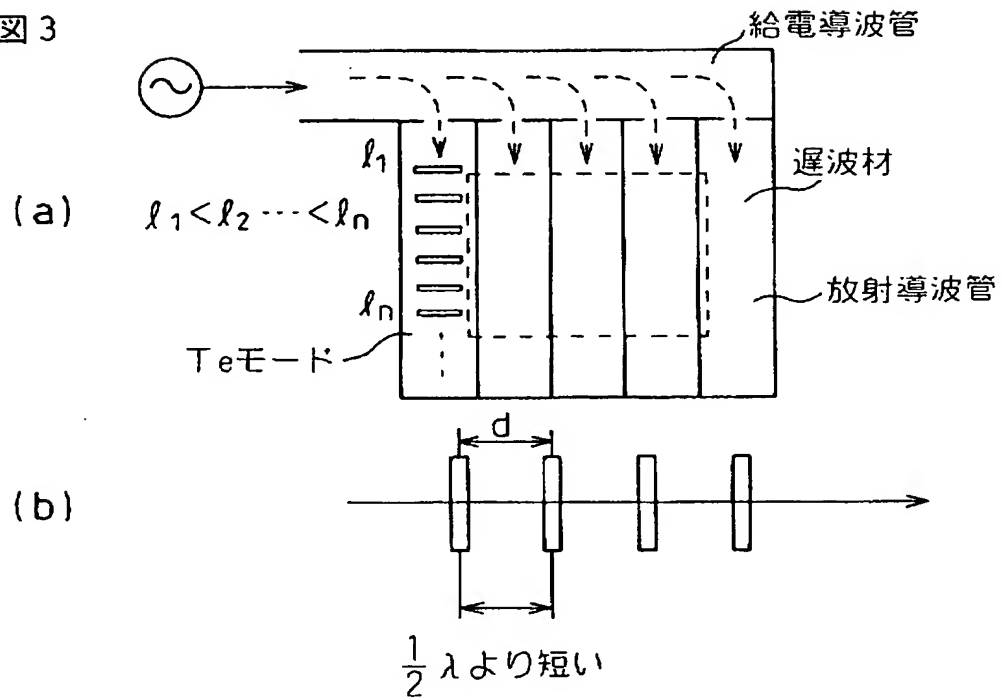 図3
給電導波管
ℓ1
遅波材
(a)
ℓ1<ℓ2 ··· <ℓn
放射導波管
ℓn
Teモード
d
(b)
1/2 λより短い